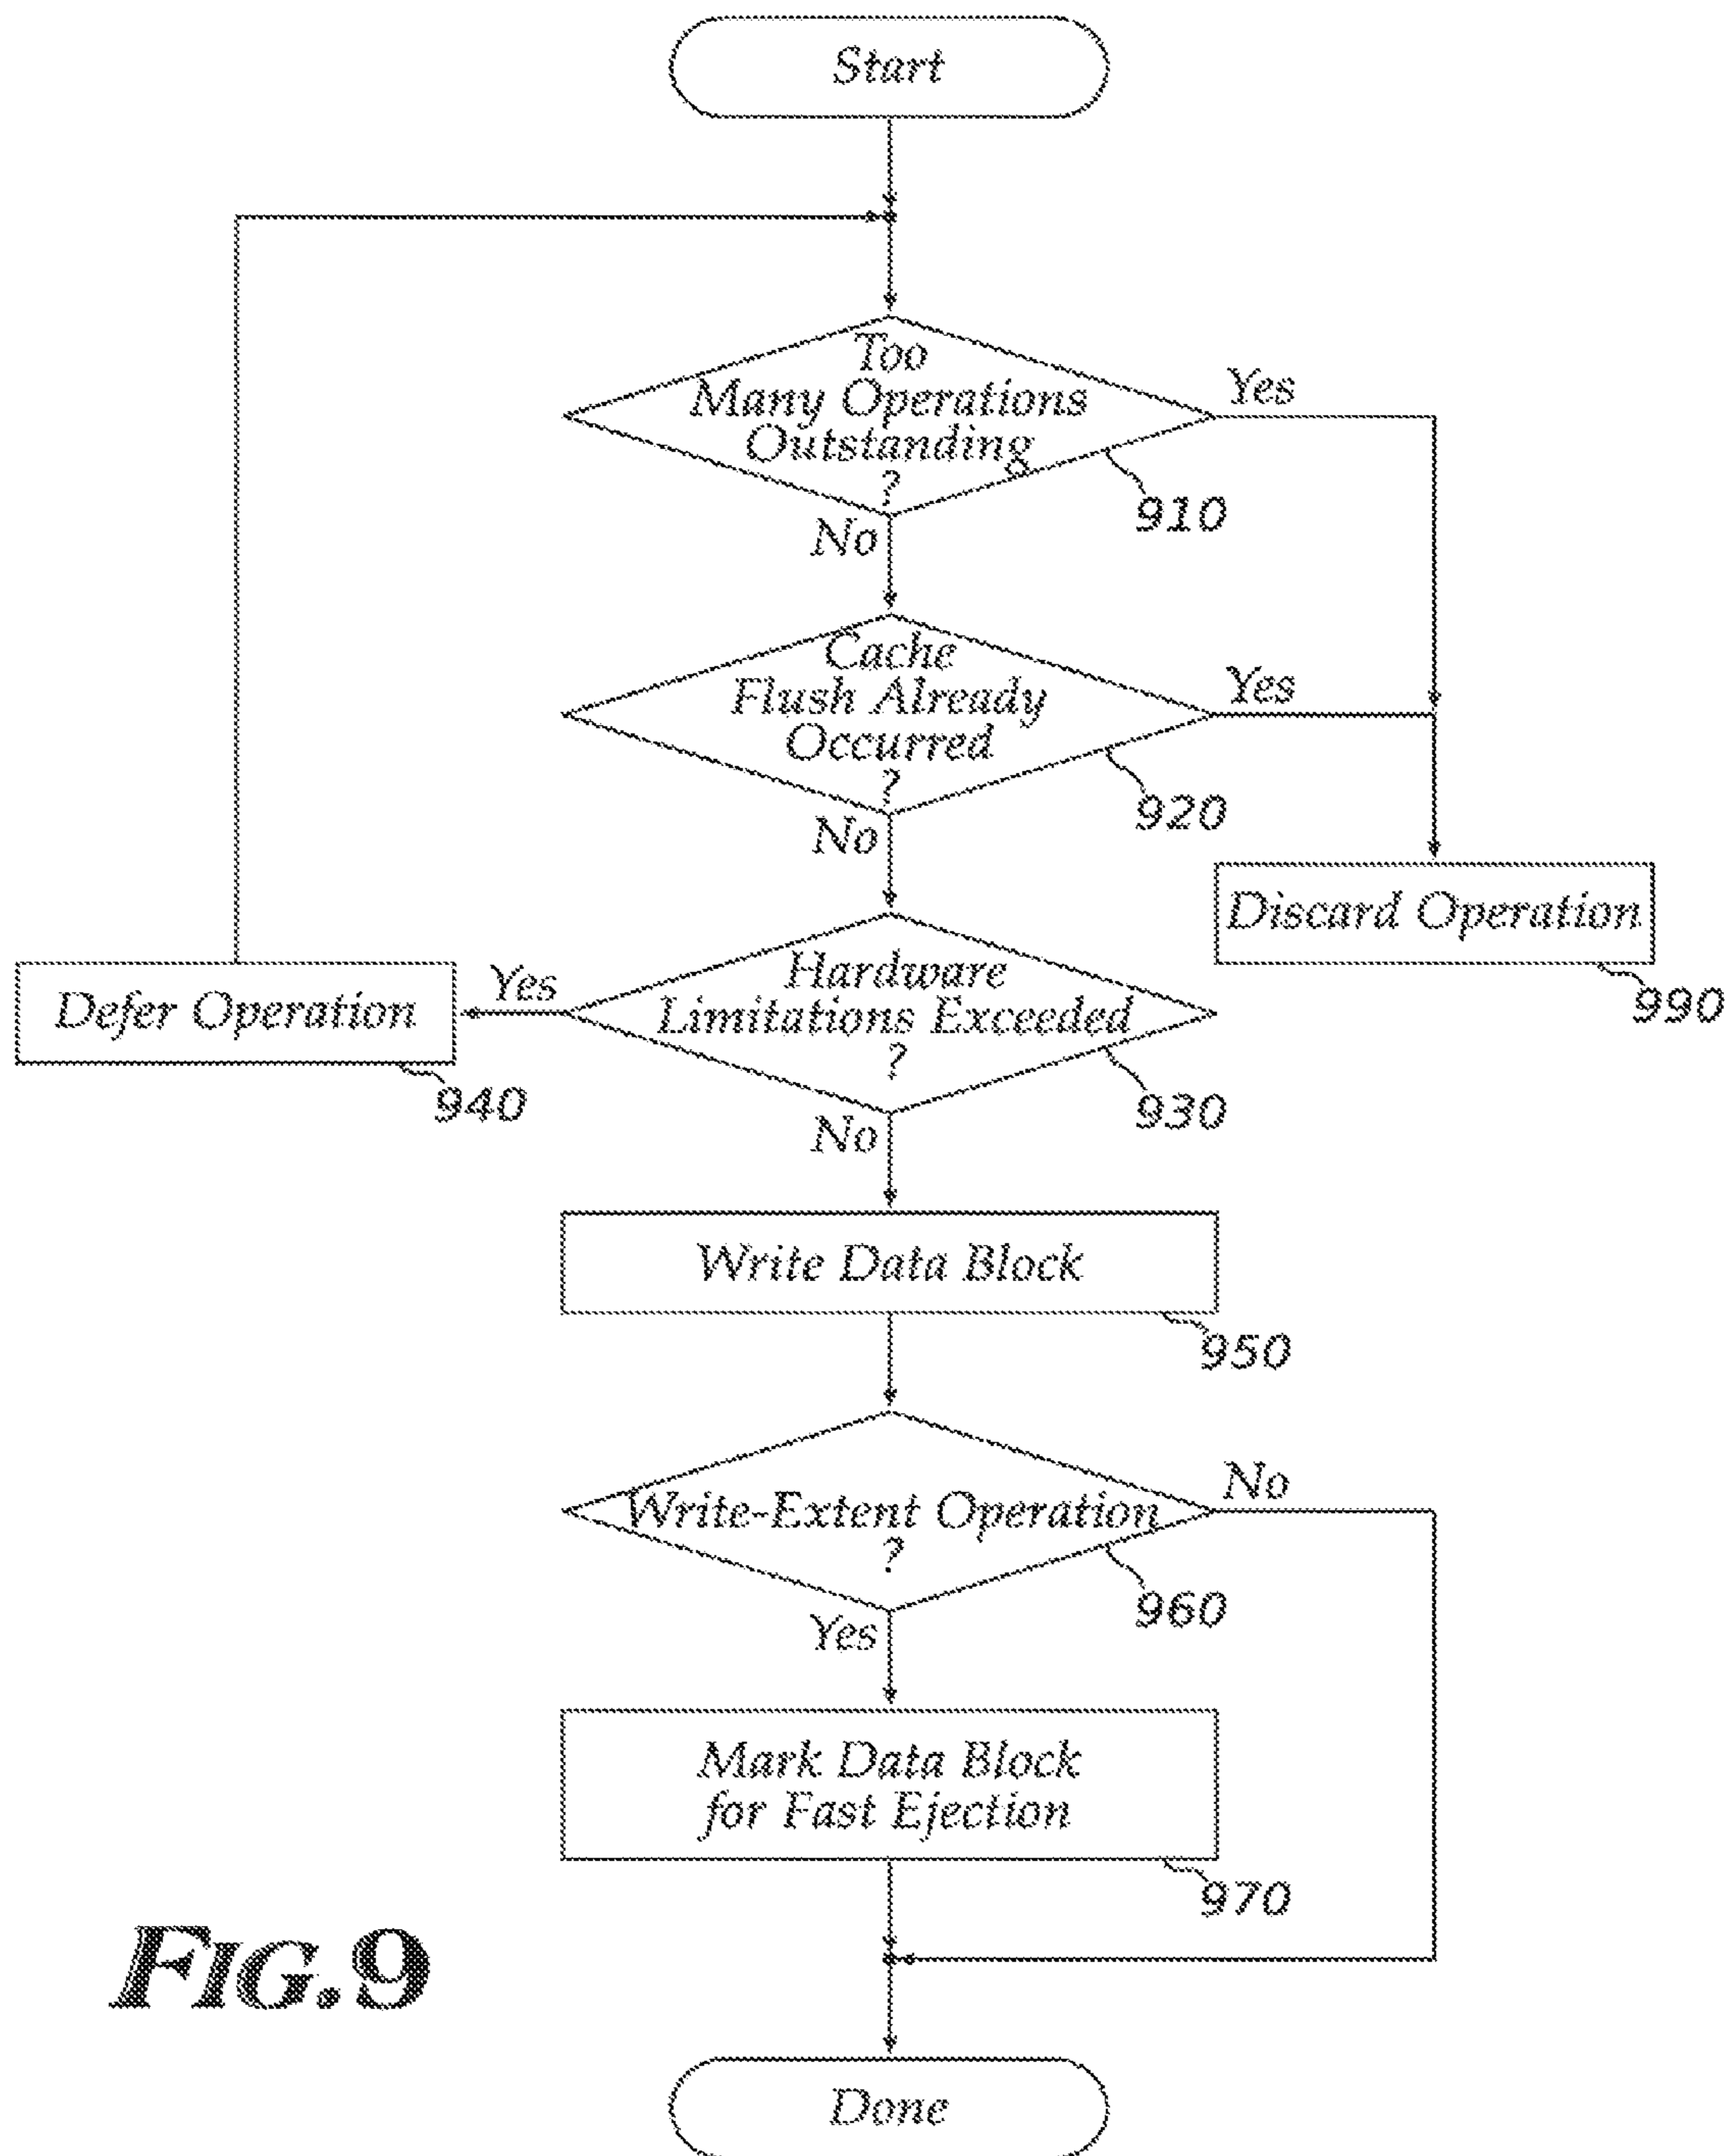 Start
Too
Many Operations
Outstanding
?
Yes
910
No
Cache
Flush Already
Occurred
?
Yes
920
No
Discard Operation
990
Hardware
Limitations Exceeded
?
Yes
Defer Operation
940
930
No
Write Data Block
950
Write-Extent Operation
?
No
960
Yes
Mark Data Block
for Fast Ejection
970
FIG.9
Done